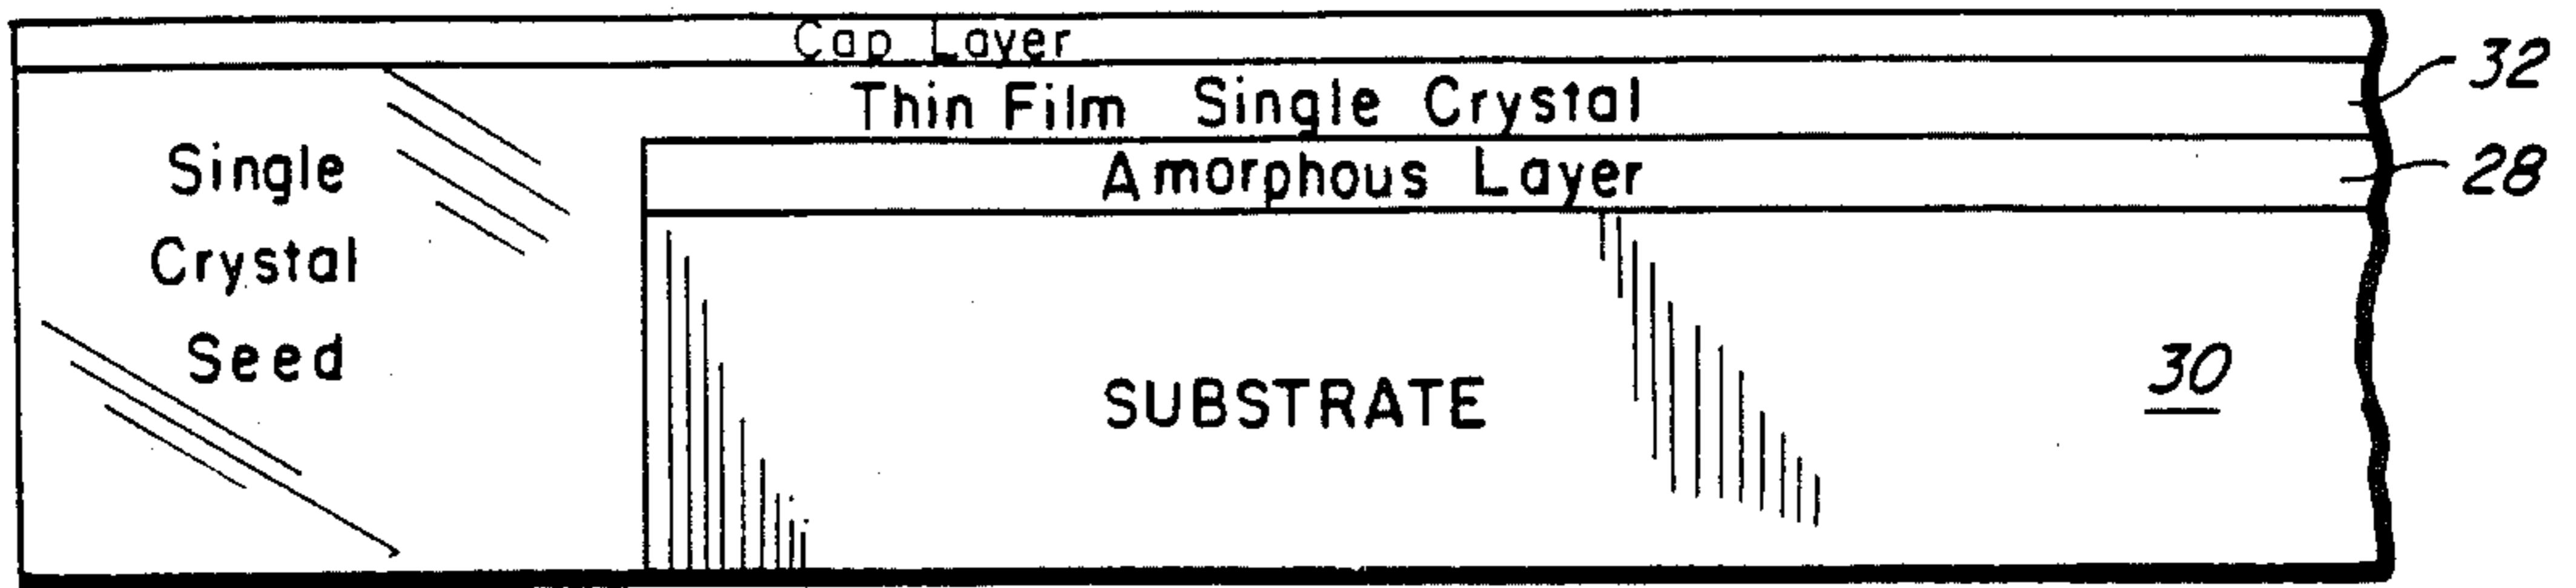 Cap Layer
Thin Film Single Crystal
32
Amorphous Layer
28
Single
Crystal
Seed
SUBSTRATE
30